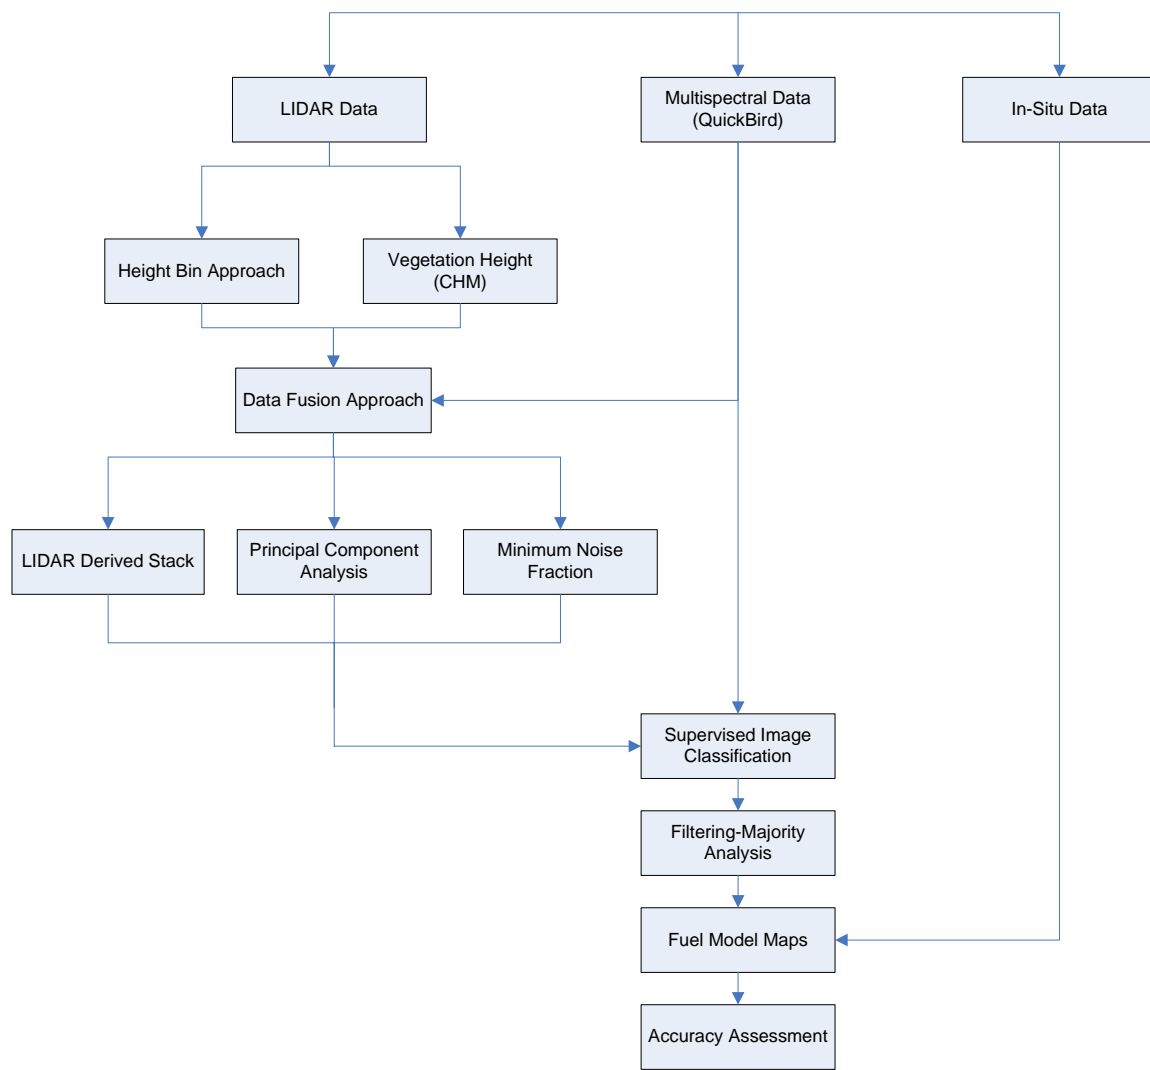 LIDAR Data
Multispectral Data
(QuickBird)
In-Situ Data
Height Bin Approach
Vegetation Height
(CHM)
Data Fusion Approach
LIDAR Derived Stack
Principal Component
Analysis
Minimum Noise
Fraction
Supervised Image
Classification
Filtering-Majority
Analysis
Fuel Model Maps
Accuracy Assessment